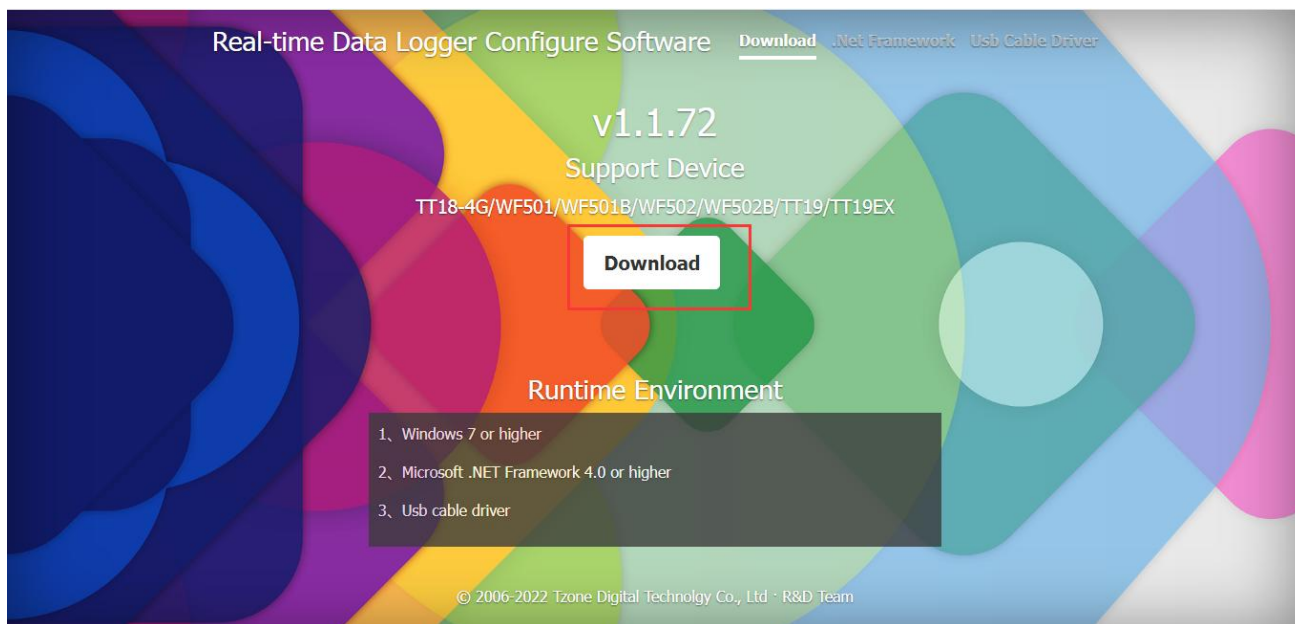 Real-time Data Logger Configure Software Download .Net Framework Usb Cable Driver
v1.1.72
Support Device
TT18-4G/WF501/WF501B/WF502/WF502B/TT19/TT19EX
Download
Runtime Environment
1、Windows 7 or higher
2、Microsoft .NET Framework 4.0 or higher
3、Usb cable driver
© 2006-2022 Tzone Digital Technolgy Co., Ltd · R&D Team